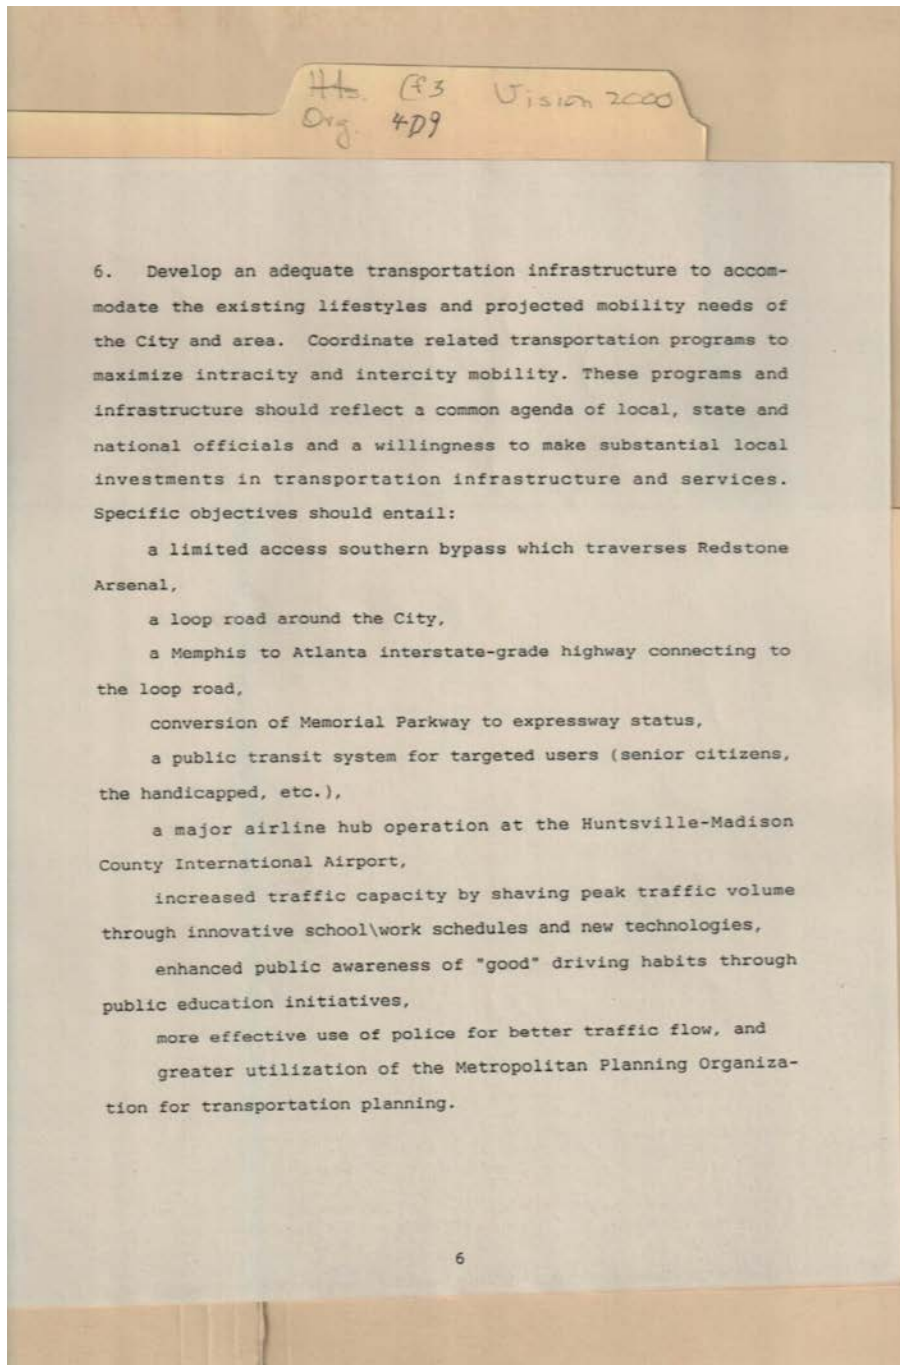 Hts. Cf3 Vision 2000
Org. 4D9
6. Develop an adequate transportation infrastructure to accom-
modate the existing lifestyles and projected mobility needs of
the City and area. Coordinate related transportation programs to
maximize intracity and intercity mobility. These programs and
infrastructure should reflect a common agenda of local, state and
national officials and a willingness to make substantial local
investments in transportation infrastructure and services.
Specific objectives should entail:
a limited access southern bypass which traverses Redstone
Arsenal,
a loop road around the City,
a Memphis to Atlanta interstate-grade highway connecting to
the loop road,
conversion of Memorial Parkway to expressway status,
a public transit system for targeted users (senior citizens,
the handicapped, etc.),
a major airline hub operation at the Huntsville-Madison
County International Airport,
increased traffic capacity by shaving peak traffic volume
through innovative school\work schedules and new technologies,
enhanced public awareness of "good" driving habits through
public education initiatives,
more effective use of police for better traffic flow, and
greater utilization of the Metropolitan Planning Organiza-
tion for transportation planning.
6